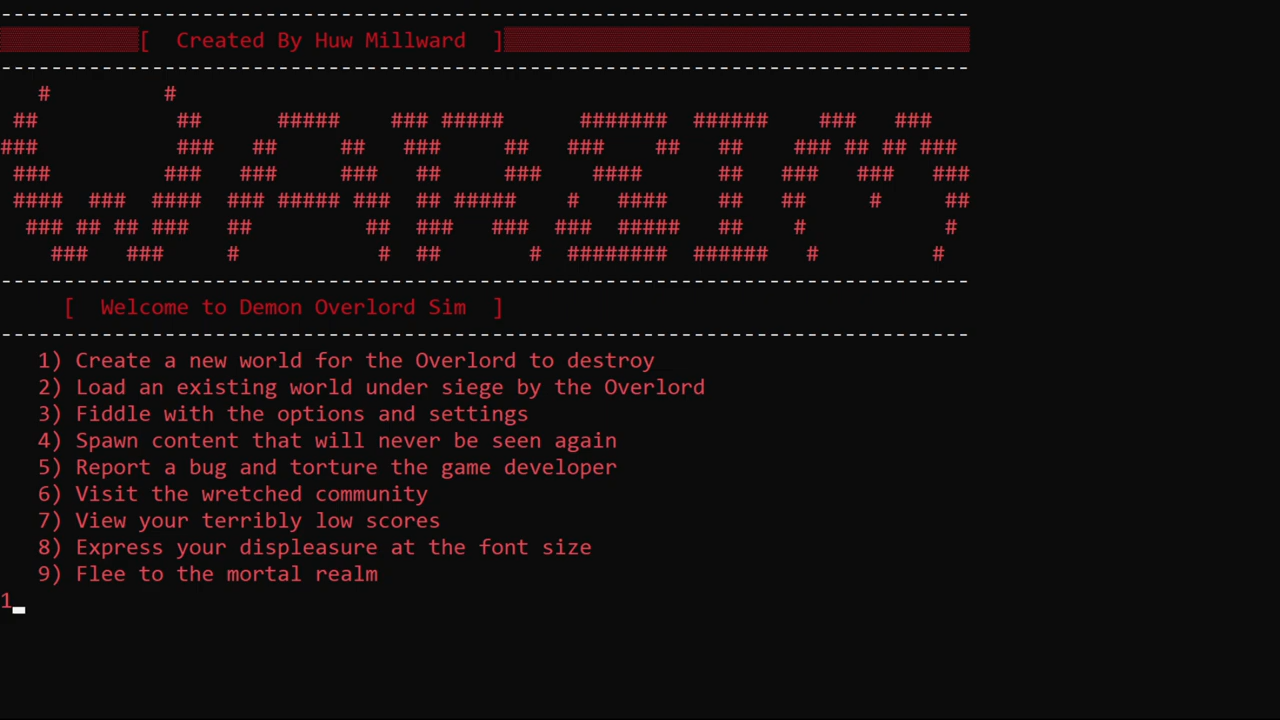 [ Created By Huw Millward ]
WARSIM
[ Welcome to Demon Overlord Sim ]
1) Create a new world for the Overlord to destroy
2) Load an existing world under siege by the Overlord
3) Fiddle with the options and settings
4) Spawn content that will never be seen again
5) Report a bug and torture the game developer
6) Visit the wretched community
7) View your terribly low scores
8) Express your displeasure at the font size
9) Flee to the mortal realm
1